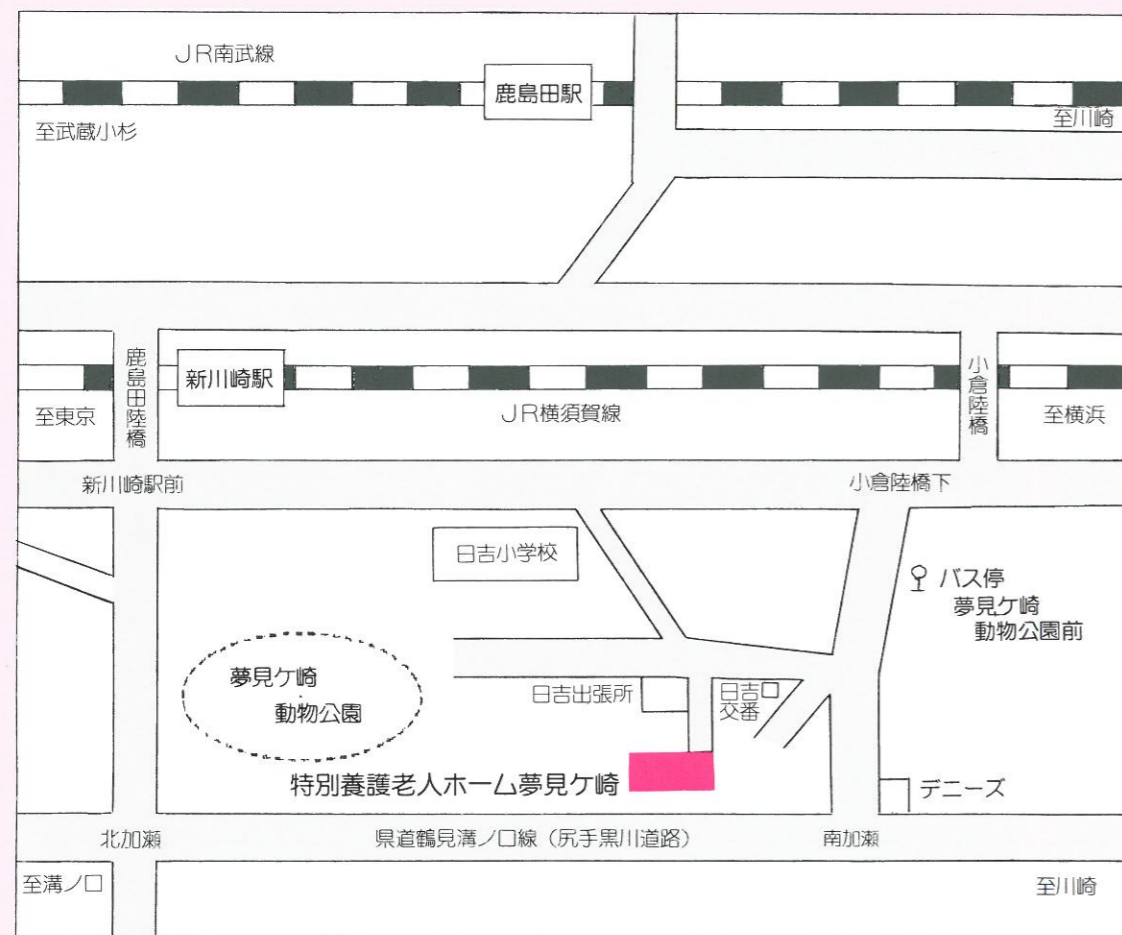 JR南武線
鹿島田駅
至武蔵小杉
至川崎
鹿島田陸橋
新川崎駅
小倉陸橋
至東京
JR横須賀線
至横浜
新川崎駅前
小倉陸橋下
日吉小学校
バス停
夢見ケ崎
動物公園前
夢見ケ崎
動物公園
日吉出張所
日吉
交番
特別養護老人ホーム夢見ケ崎
デニーズ
北加瀬
県道鶴見溝ノ口線（尻手黒川道路）
南加瀬
至溝ノ口
至川崎